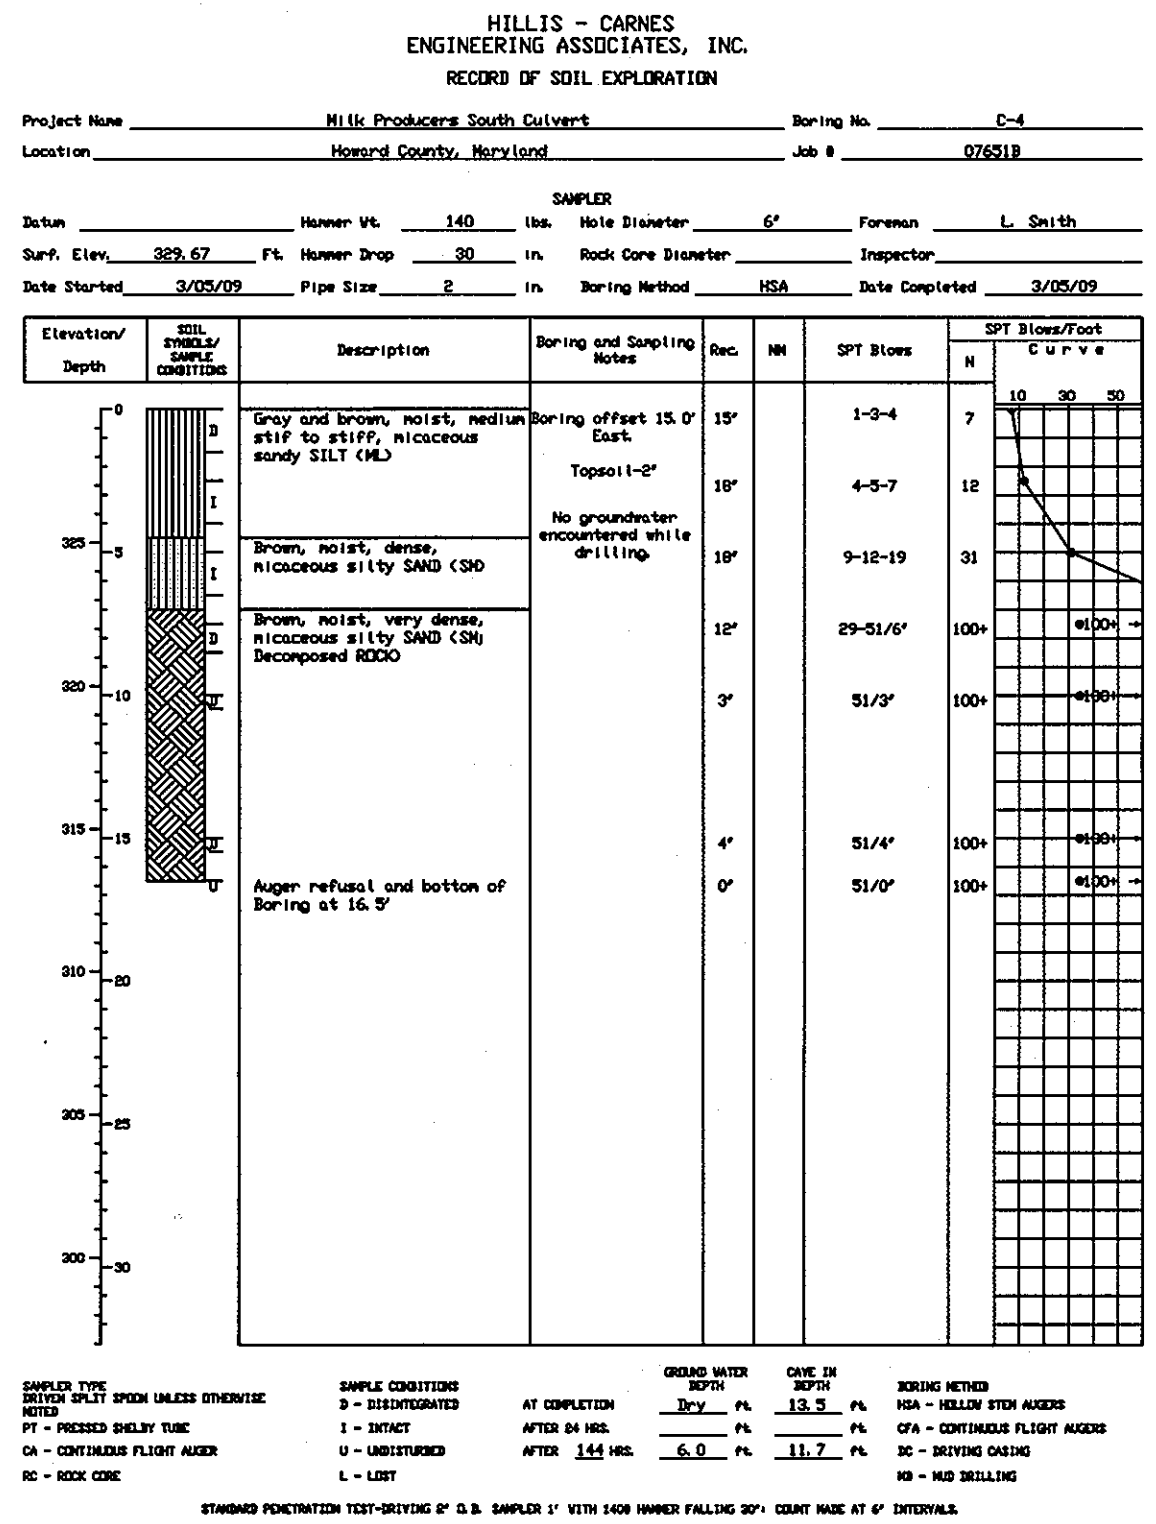 HILLIS - CARNES
ENGINEERING ASSOCIATES, INC.
RECORD OF SOIL EXPLORATION
Project Name Milk Producers South Culvert Boring No. C-4
Location Howard County, Maryland Job # 07651B
SAMPLER
Datum Hammer Wt. 140 lbs. Hole Diameter 6" Foreman L. Smith
Surf. Elev. 329.67 Ft. Hammer Drop 30 in. Rock Core Diameter Inspector
Date Started 3/05/09 Pipe Size 2 in. Boring Method HSA Date Completed 3/05/09
Elevation/
Depth
SOIL
SYMBOLS/
SAMPLE
CONDITIONS
Description
Boring and Sampling
Notes
Rec.
NM
SPT Blows
SPT Blows/Foot
N
Curve
10 30 50
0
Gray and brown, moist, medium
stif to stiff, micaceous
sandy SILT (ML)
Boring offset 15.0'
East.
Topsoil-2"
No groundwater
encountered while
drilling.
D 15" 1-3-4 7
I 18" 4-5-7 12
325
5
Brown, moist, dense,
micaceous silty SAND (SM)
I 18" 9-12-19 31
Brown, moist, very dense,
micaceous silty SAND (SM;
Decomposed ROCK)
D 12" 29-51/6" 100+ 100+
320
10
D 3" 51/3" 100+ 100+
315
15
D 4" 51/4" 100+ 100+
Auger refusal and bottom of
Boring at 16.5'
U 0" 51/0" 100+ 100+
310
20
305
25
300
30
SAMPLER TYPE
DRIVEN SPLIT SPOON UNLESS OTHERWISE
NOTED
PT - PRESSED SHELBY TUBE
CA - CONTINUOUS FLIGHT AUGER
RC - ROCK CORE
SAMPLE CONDITIONS
D - DISINTEGRATED
I - INTACT
U - UNDISTURBED
L - LOST
GROUND WATER
DEPTH
CAVE IN
DEPTH
AT COMPLETION Dry ft. 13.5 ft.
AFTER 24 HRS. ft. ft.
AFTER 144 HRS. 6.0 ft. 11.7 ft.
BORING METHOD
HSA - HOLLOW STEM AUGERS
CFA - CONTINUOUS FLIGHT AUGERS
DC - DRIVING CASING
MD - MUD DRILLING
STANDARD PENETRATION TEST-DRIVING 2" O.D. SAMPLER 1' WITH 140# HAMMER FALLING 30": COUNT MADE AT 6" INTERVALS.